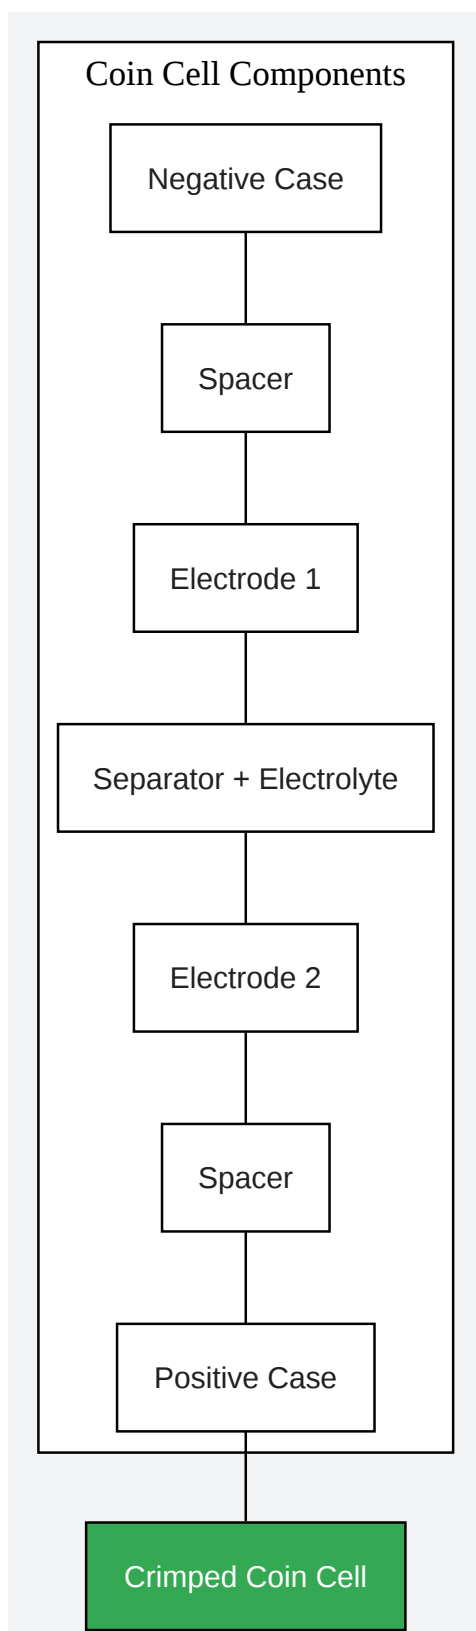 Coin Cell Components
Negative Case
Spacer
Electrode 1
Separator + Electrolyte
Electrode 2
Spacer
Positive Case
Crimped Coin Cell